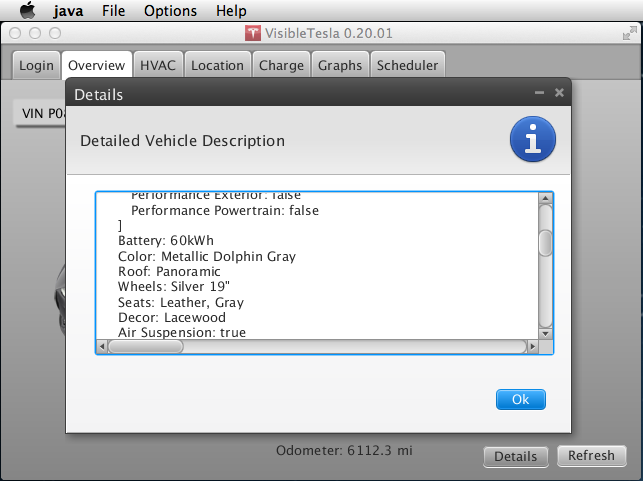 java File Options Help
VisibleTesla 0.20.01
Login Overview HVAC Location Charge Graphs Scheduler
Details
VIN P08
Detailed Vehicle Description
Performance Exterior: false
Performance Powertrain: false
]
Battery: 60kWh
Color: Metallic Dolphin Gray
Roof: Panoramic
Wheels: Silver 19"
Seats: Leather, Gray
Decor: Lacewood
Air Suspension: true
Ok
Odometer: 6112.3 mi
Details Refresh